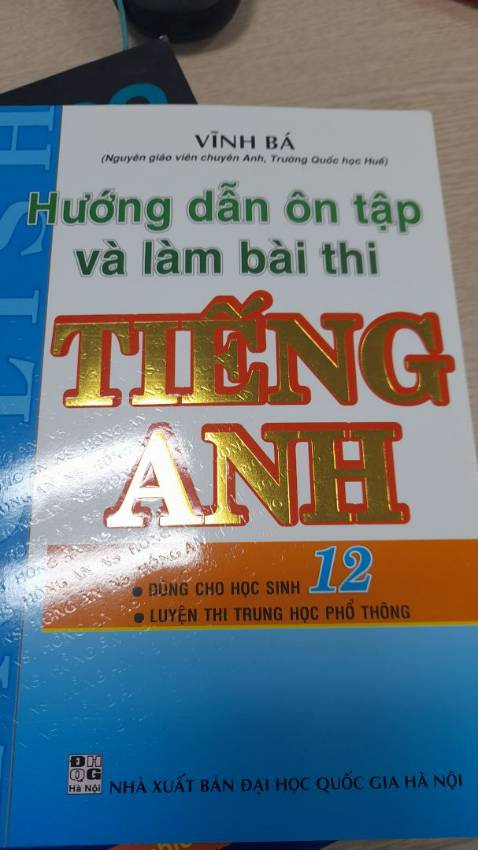 VĨNH BÁ
(Nguyên giáo viên chuyên Anh, Trường Quốc học Huế)
Hướng dẫn ôn tập
và làm bài thi
TIẾNG
ANH
• DÙNG CHO HỌC SINH 12
• LUYỆN THI TRUNG HỌC PHỔ THÔNG
ĐH
QG
Hà Nội
NHÀ XUẤT BẢN ĐẠI HỌC QUỐC GIA HÀ NỘI